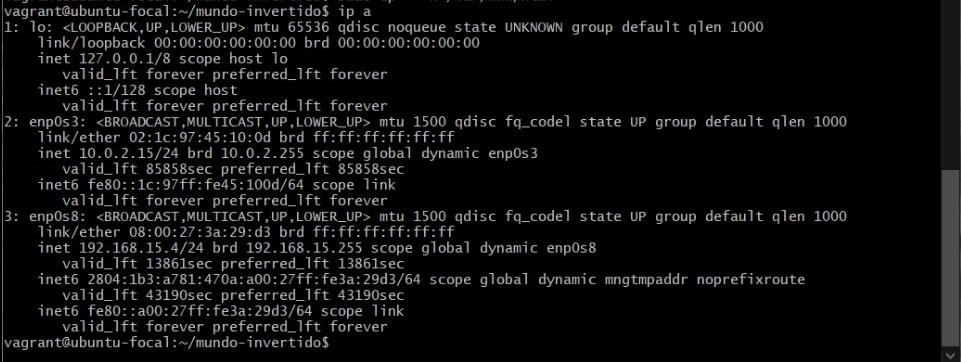 vagrant@ubuntu-focal:~/mundo-invertido$ ip a
1: lo: <LOOPBACK,UP,LOWER_UP> mtu 65536 qdisc noqueue state UNKNOWN group default qlen 1000
    link/loopback 00:00:00:00:00:00 brd 00:00:00:00:00:00
    inet 127.0.0.1/8 scope host lo
       valid_lft forever preferred_lft forever
    inet6 ::1/128 scope host
       valid_lft forever preferred_lft forever
2: enp0s3: <BROADCAST,MULTICAST,UP,LOWER_UP> mtu 1500 qdisc fq_codel state UP group default qlen 1000
    link/ether 02:1c:97:45:10:0d brd ff:ff:ff:ff:ff:ff
    inet 10.0.2.15/24 brd 10.0.2.255 scope global dynamic enp0s3
       valid_lft 85858sec preferred_lft 85858sec
    inet6 fe80::1c:97ff:fe45:100d/64 scope link
       valid_lft forever preferred_lft forever
3: enp0s8: <BROADCAST,MULTICAST,UP,LOWER_UP> mtu 1500 qdisc fq_codel state UP group default qlen 1000
    link/ether 08:00:27:3a:29:d3 brd ff:ff:ff:ff:ff:ff
    inet 192.168.15.4/24 brd 192.168.15.255 scope global dynamic enp0s8
       valid_lft 13861sec preferred_lft 13861sec
    inet6 2804:1b3:a781:470a:a00:27ff:fe3a:29d3/64 scope global dynamic mngtmpaddr noprefixroute
       valid_lft 43190sec preferred_lft 43190sec
    inet6 fe80::a00:27ff:fe3a:29d3/64 scope link
       valid_lft forever preferred_lft forever
vagrant@ubuntu-focal:~/mundo-invertido$